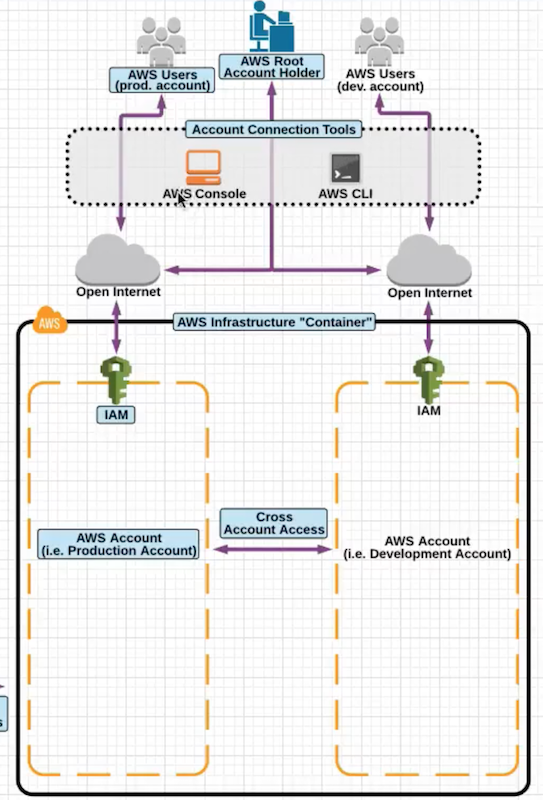 AWS Users
(prod. account)
AWS Root
Account Holder
AWS Users
(dev. account)
Account Connection Tools
AWS Console
AWS CLI
Open Internet
Open Internet
AWS
AWS Infrastructure "Container"
IAM
IAM
Cross
Account Access
AWS Account
(i.e. Production Account)
AWS Account
(i.e. Development Account)
s